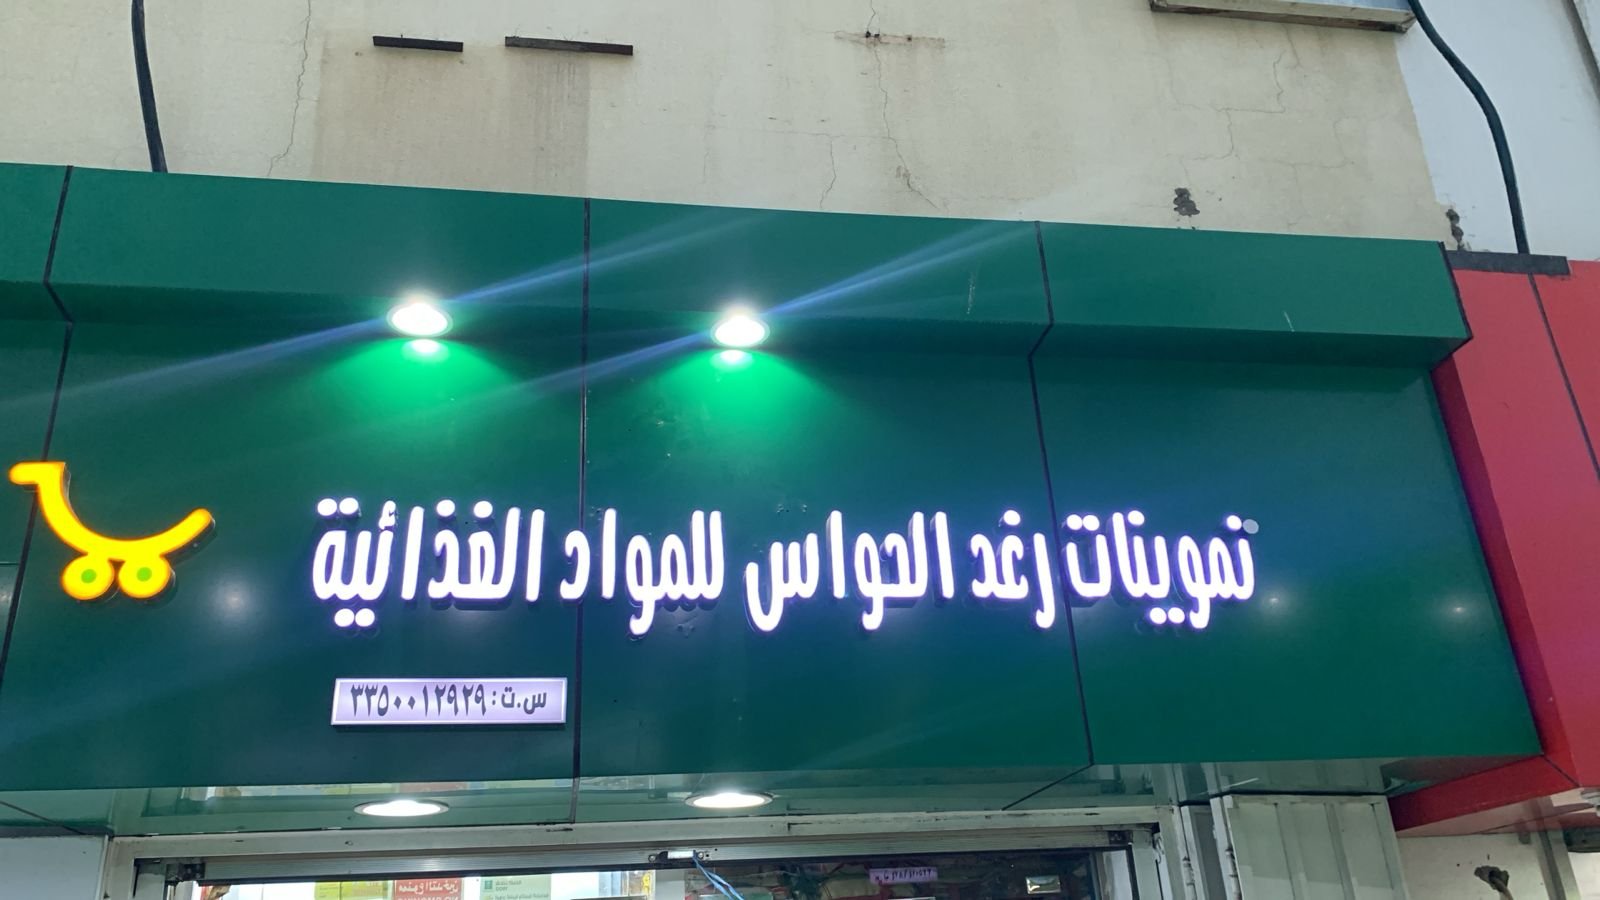 تموينات رغد الحواس للمواد الغذائية
س.ت: ٣٣٥٠٠١٢٩٢٩